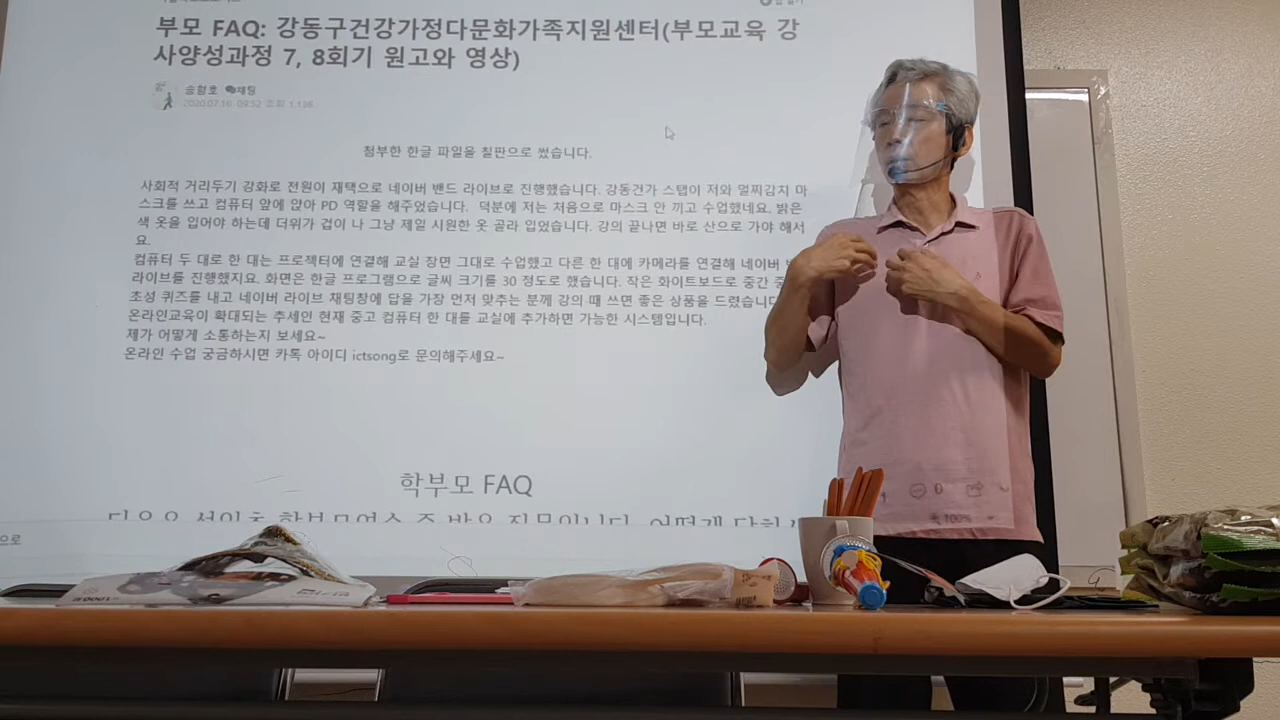 부모 FAQ: 강동구건강가정다문화가족지원센터(부모교육 강
사양성과정 7, 8회기 원고와 영상)
송형호 채팅
2020.07.16 09:52 조회 1,136
첨부한 한글 파일을 칠판으로 썼습니다.
사회적 거리두기 강화로 전원이 재택으로 네이버 밴드 라이브로 진행했습니다. 강동건가 스탭이 저와 멀찌감치 마
스크를 쓰고 컴퓨터 앞에 앉아 PD 역할을 해주었습니다. 덕분에 저는 처음으로 마스크 안 끼고 수업했네요. 밝은
색 옷을 입어야 하는데 더위가 겁이 나 그냥 제일 시원한 옷 골라 입었습니다. 강의 끝나면 바로 산으로 가야 해서
요.
컴퓨터 두 대로 한 대는 프로젝터에 연결해 교실 장면 그대로 수업했고 다른 한 대에 카메라를 연결해 네이버
라이브를 진행했지요. 화면은 한글 프로그램으로 글씨 크기를 30 정도로 했습니다. 작은 화이트보드로 중간
초성 퀴즈를 내고 네이버 라이브 채팅창에 답을 가장 먼저 맞추는 분께 강의 때 쓰면 좋은 상품을 드렸습니다
온라인교육이 확대되는 추세인 현재 중고 컴퓨터 한 대를 교실에 추가하면 가능한 시스템입니다.
제가 어떻게 소통하는지 보세요~
온라인 수업 궁금하시면 카톡 아이디 ictsong로 문의해주세요~
학부모 FAQ
0
100%
으로